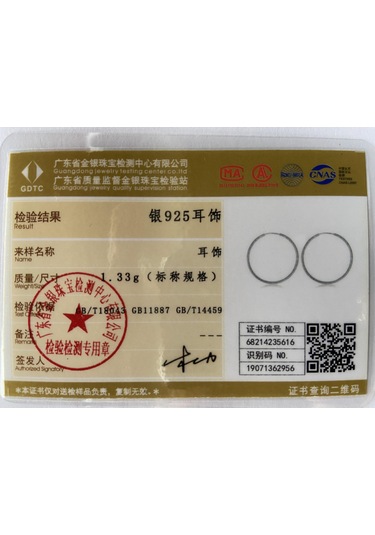 广东省金银珠宝检测中心有限公司
Guangdong jewelry testing center co.ltd
广东省质量监督金银珠宝检验站
Guangdong jewelry quality supervision station
GDTC
MA
CNAS
检验结果
Result
银925耳饰
来样名称
Name
耳饰
质量/尺寸
Weight/Size
1.33g (标称规格)
检验依据
GB/T18043 GB11887 GB/T14459
备注
Remarks
---
签发人
Authorized Signatory
广东省金银珠宝检测中心有限公司
检验检测专用章
证书编号 NO.
68214235616
识别码 NO.
19071362956
*本证书仅对送检样品负责，复制无效。*
证书查询二维码